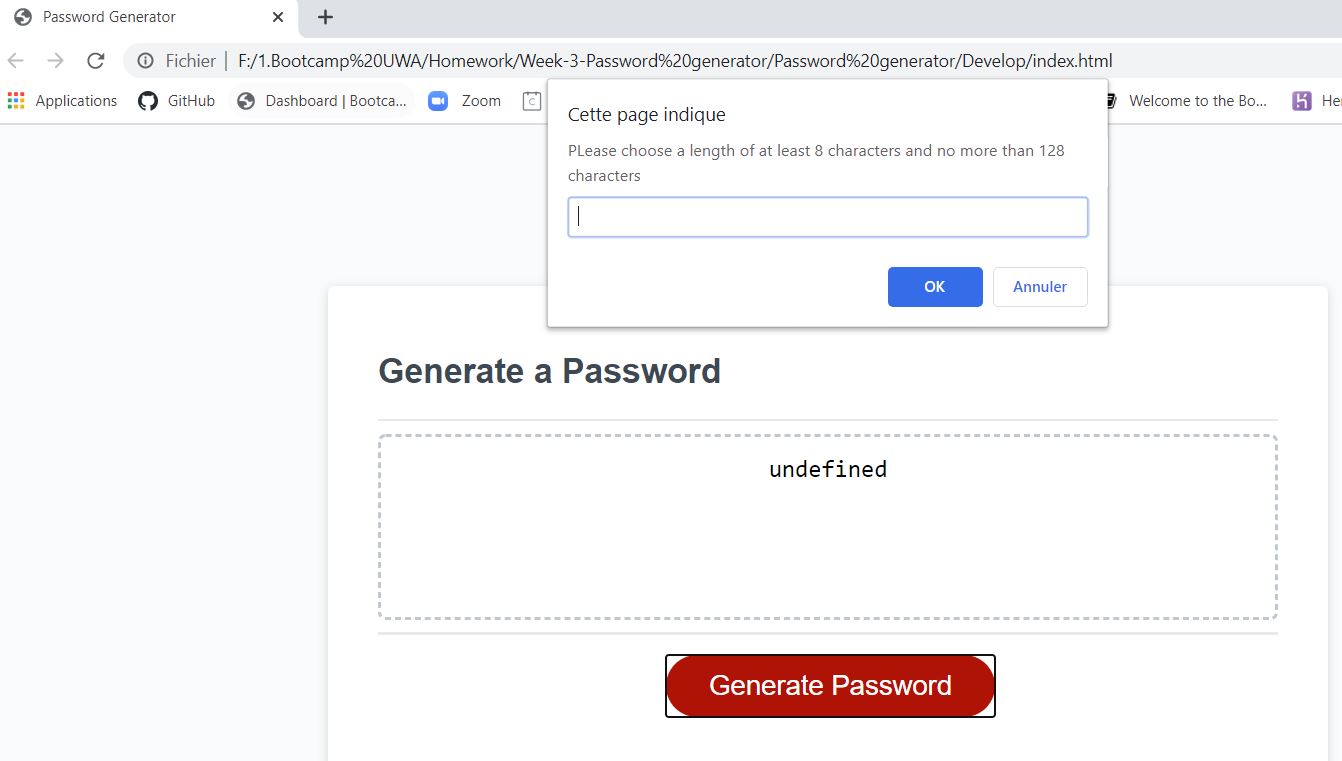 Password Generator
Fichier | F:/1.Bootcamp%20UWA/Homework/Week-3-Password%20generator/Password%20generator/Develop/index.html
Applications GitHub Dashboard | Bootca... Zoom Welcome to the Bo...
Cette page indique
PLease choose a length of at least 8 characters and no more than 128
characters
OK Annuler
Generate a Password
undefined
Generate Password